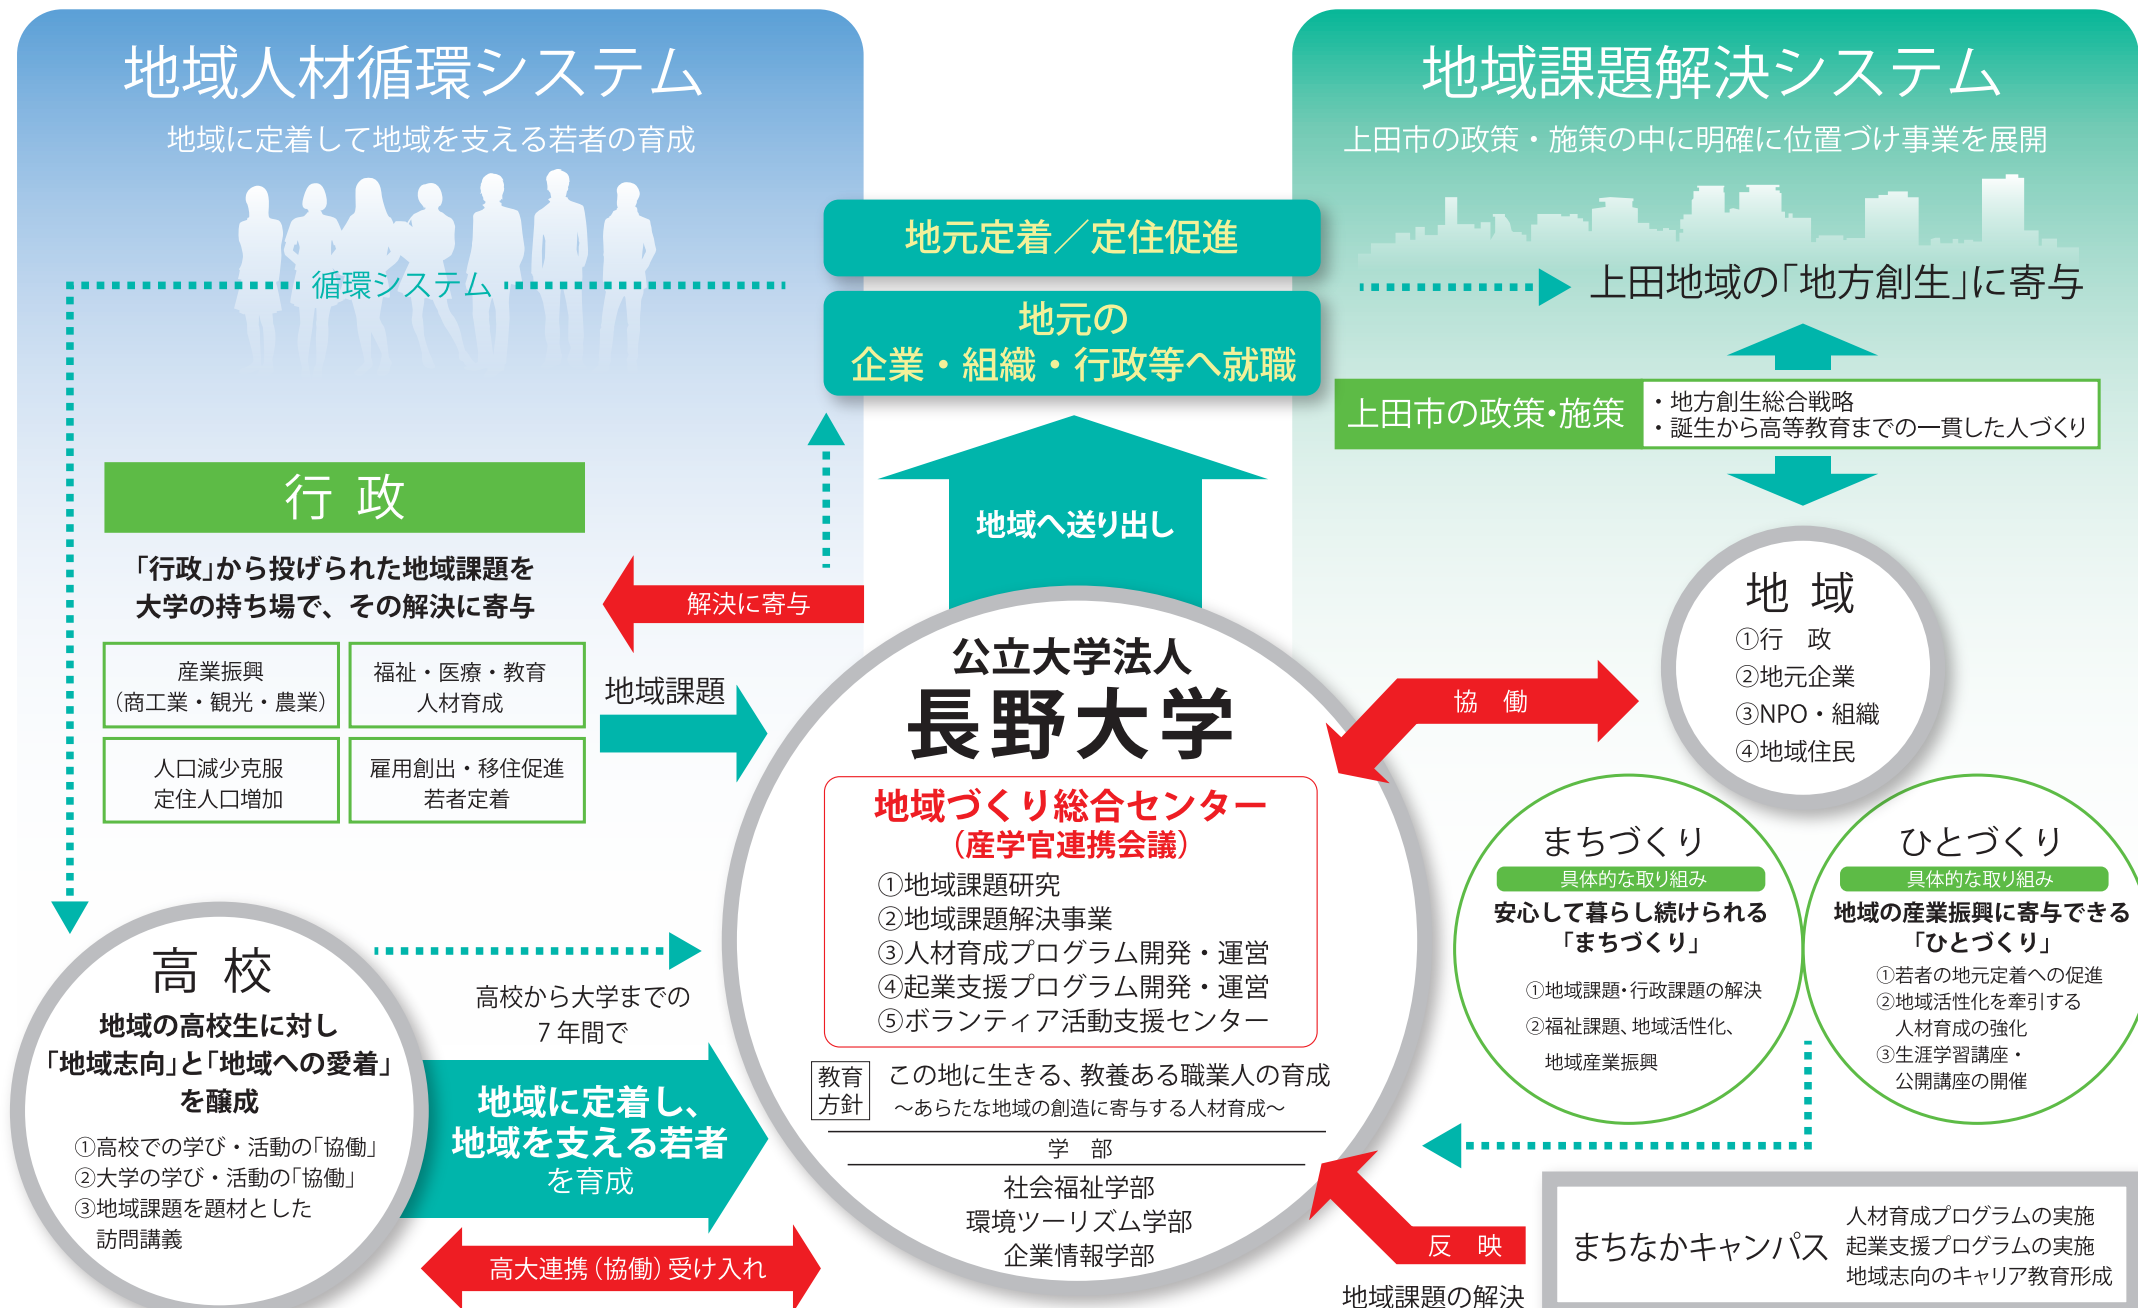 地域人材循環システム
地域に定着して地域を支える若者の育成
循環システム
地域課題解決システム
上田市の政策・施策の中に明確に位置づけ事業を展開
地元定着／定住促進
地元の
企業・組織・行政等へ就職
上田地域の「地方創生」に寄与
上田市の政策・施策
・地方創生総合戦略
・誕生から高等教育までの一貫した人づくり
地域へ送り出し
行 政
「行政」から投げられた地域課題を
大学の持ち場で、その解決に寄与
産業振興
（商工業・観光・農業）
福祉・医療・教育
人材育成
人口減少克服
定住人口増加
雇用創出・移住促進
若者定着
解決に寄与
地域課題
公立大学法人
長野大学
地域づくり総合センター
（産学官連携会議）
①地域課題研究
②地域課題解決事業
③人材育成プログラム開発・運営
④起業支援プログラム開発・運営
⑤ボランティア活動支援センター
教育
方針
この地に生きる、教養ある職業人の育成
～あらたな地域の創造に寄与する人材育成～
学 部
社会福祉学部
環境ツーリズム学部
企業情報学部
協 働
地 域
①行 政
②地元企業
③NPO・組織
④地域住民
まちづくり
具体的な取り組み
安心して暮らし続けられる
「まちづくり」
①地域課題・行政課題の解決
②福祉課題、地域活性化、
地域産業振興
ひとづくり
具体的な取り組み
地域の産業振興に寄与できる
「ひとづくり」
①若者の地元定着への促進
②地域活性化を牽引する
人材育成の強化
③生涯学習講座・
公開講座の開催
高 校
地域の高校生に対し
「地域志向」と「地域への愛着」
を醸成
①高校での学び・活動の「協働」
②大学の学び・活動の「協働」
③地域課題を題材とした
訪問講義
高校から大学までの
7 年間で
地域に定着し、
地域を支える若者
を育成
高大連携（協働）受け入れ
反 映
地域課題の解決
まちなかキャンパス
人材育成プログラムの実施
起業支援プログラムの実施
地域志向のキャリア教育形成